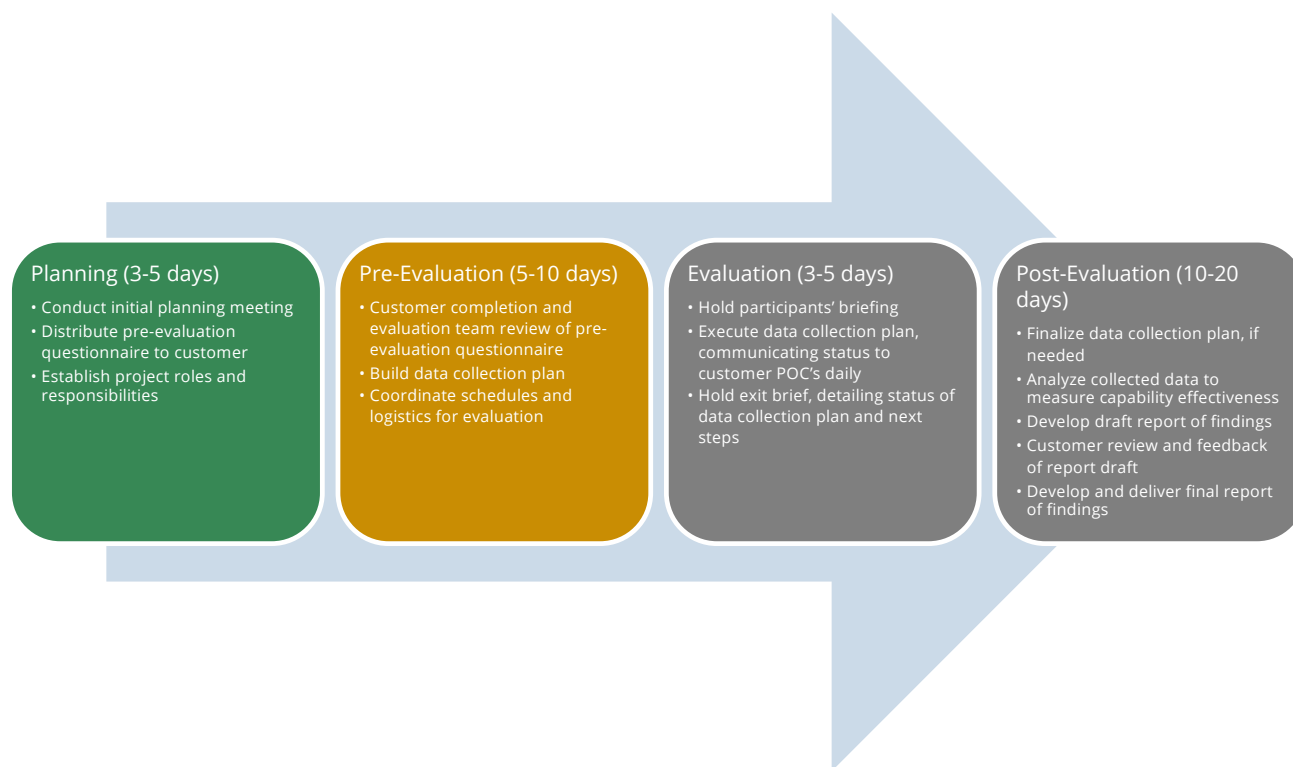 Planning (3-5 days)
• Conduct initial planning meeting
• Distribute pre-evaluation
questionnaire to customer
• Establish project roles and
responsibilities
Pre-Evaluation (5-10 days)
• Customer completion and
evaluation team review of pre-
evaluation questionnaire
• Build data collection plan
• Coordinate schedules and
logistics for evaluation
Evaluation (3-5 days)
• Hold participants’ briefing
• Execute data collection plan,
communicating status to
customer POC’s daily
• Hold exit brief, detailing status of
data collection plan and next
steps
Post-Evaluation (10-20
days)
• Finalize data collection plan, if
needed
• Analyze collected data to
measure capability effectiveness
• Develop draft report of findings
• Customer review and feedback
of report draft
• Develop and deliver final report
of findings